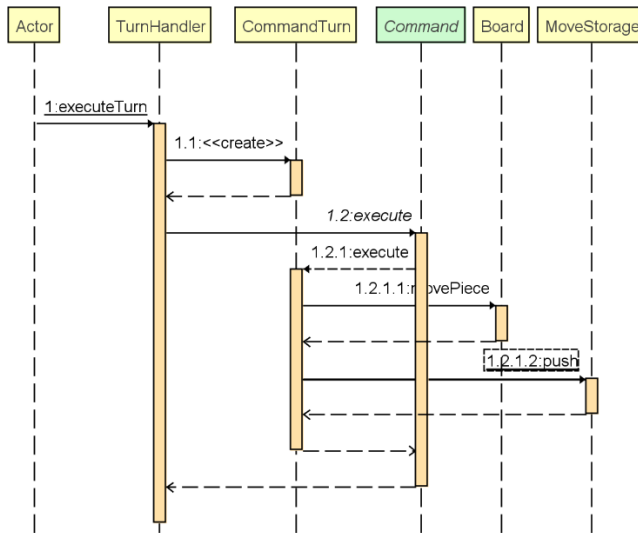 Actor TurnHandler CommandTurn Command Board MoveStorage
1:executeTurn
1.1:<<create>>
1.2:execute
1.2.1:execute
1.2.1.1:movePiece
1.2.1.2:push